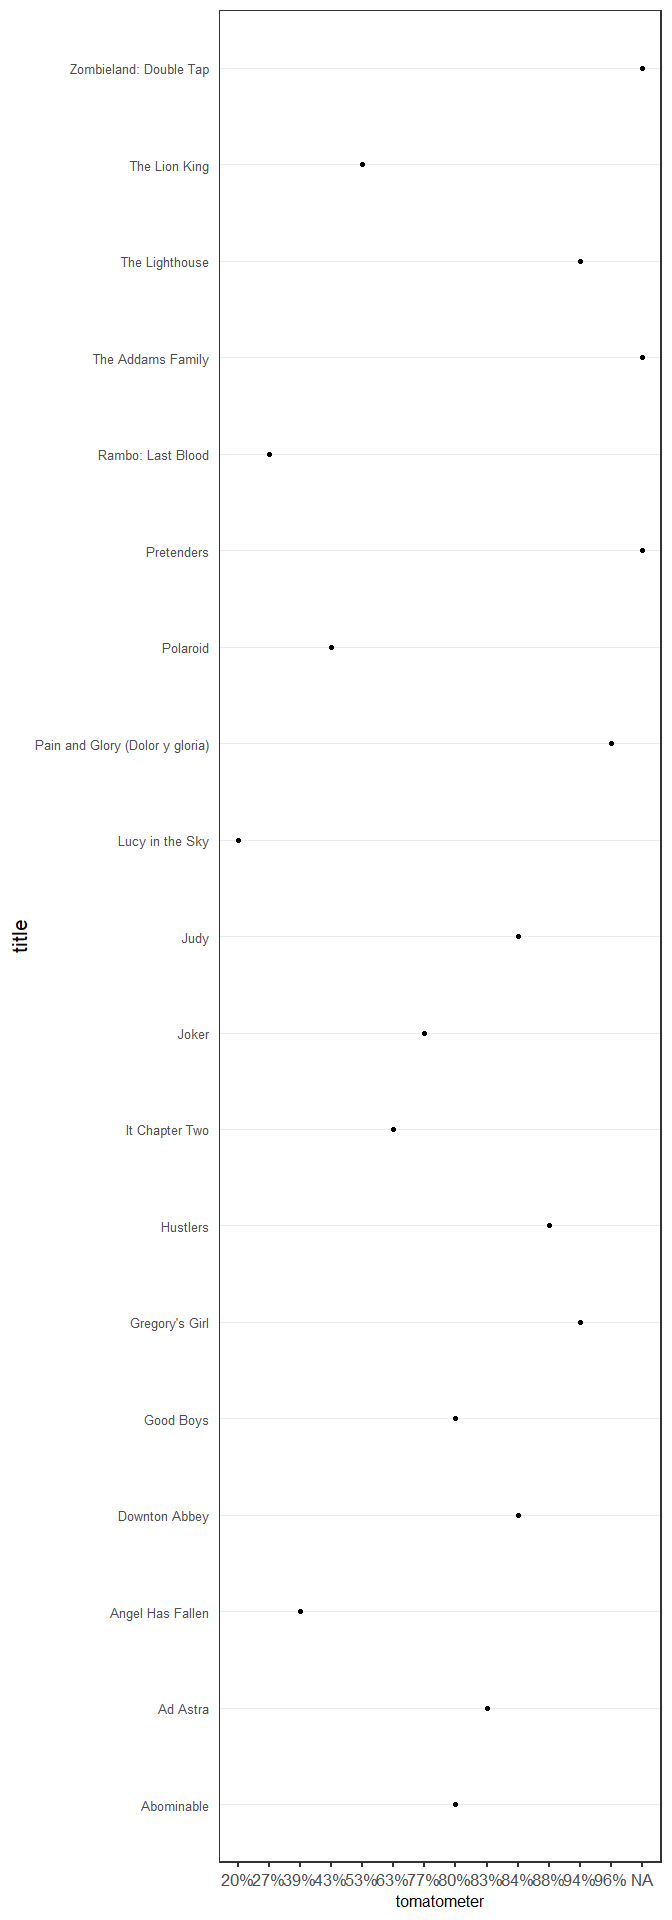 Zombieland: Double Tap
The Lion King
The Lighthouse
The Addams Family
Rambo: Last Blood
Pretenders
Polaroid
Pain and Glory (Dolor y gloria)
Lucy in the Sky
title
Judy
Joker
It Chapter Two
Hustlers
Gregory's Girl
Good Boys
Downton Abbey
Angel Has Fallen
Ad Astra
Abominable
20% 27% 39% 43% 53% 63% 77% 80% 83% 84% 88% 94% 96% NA
tomatometer